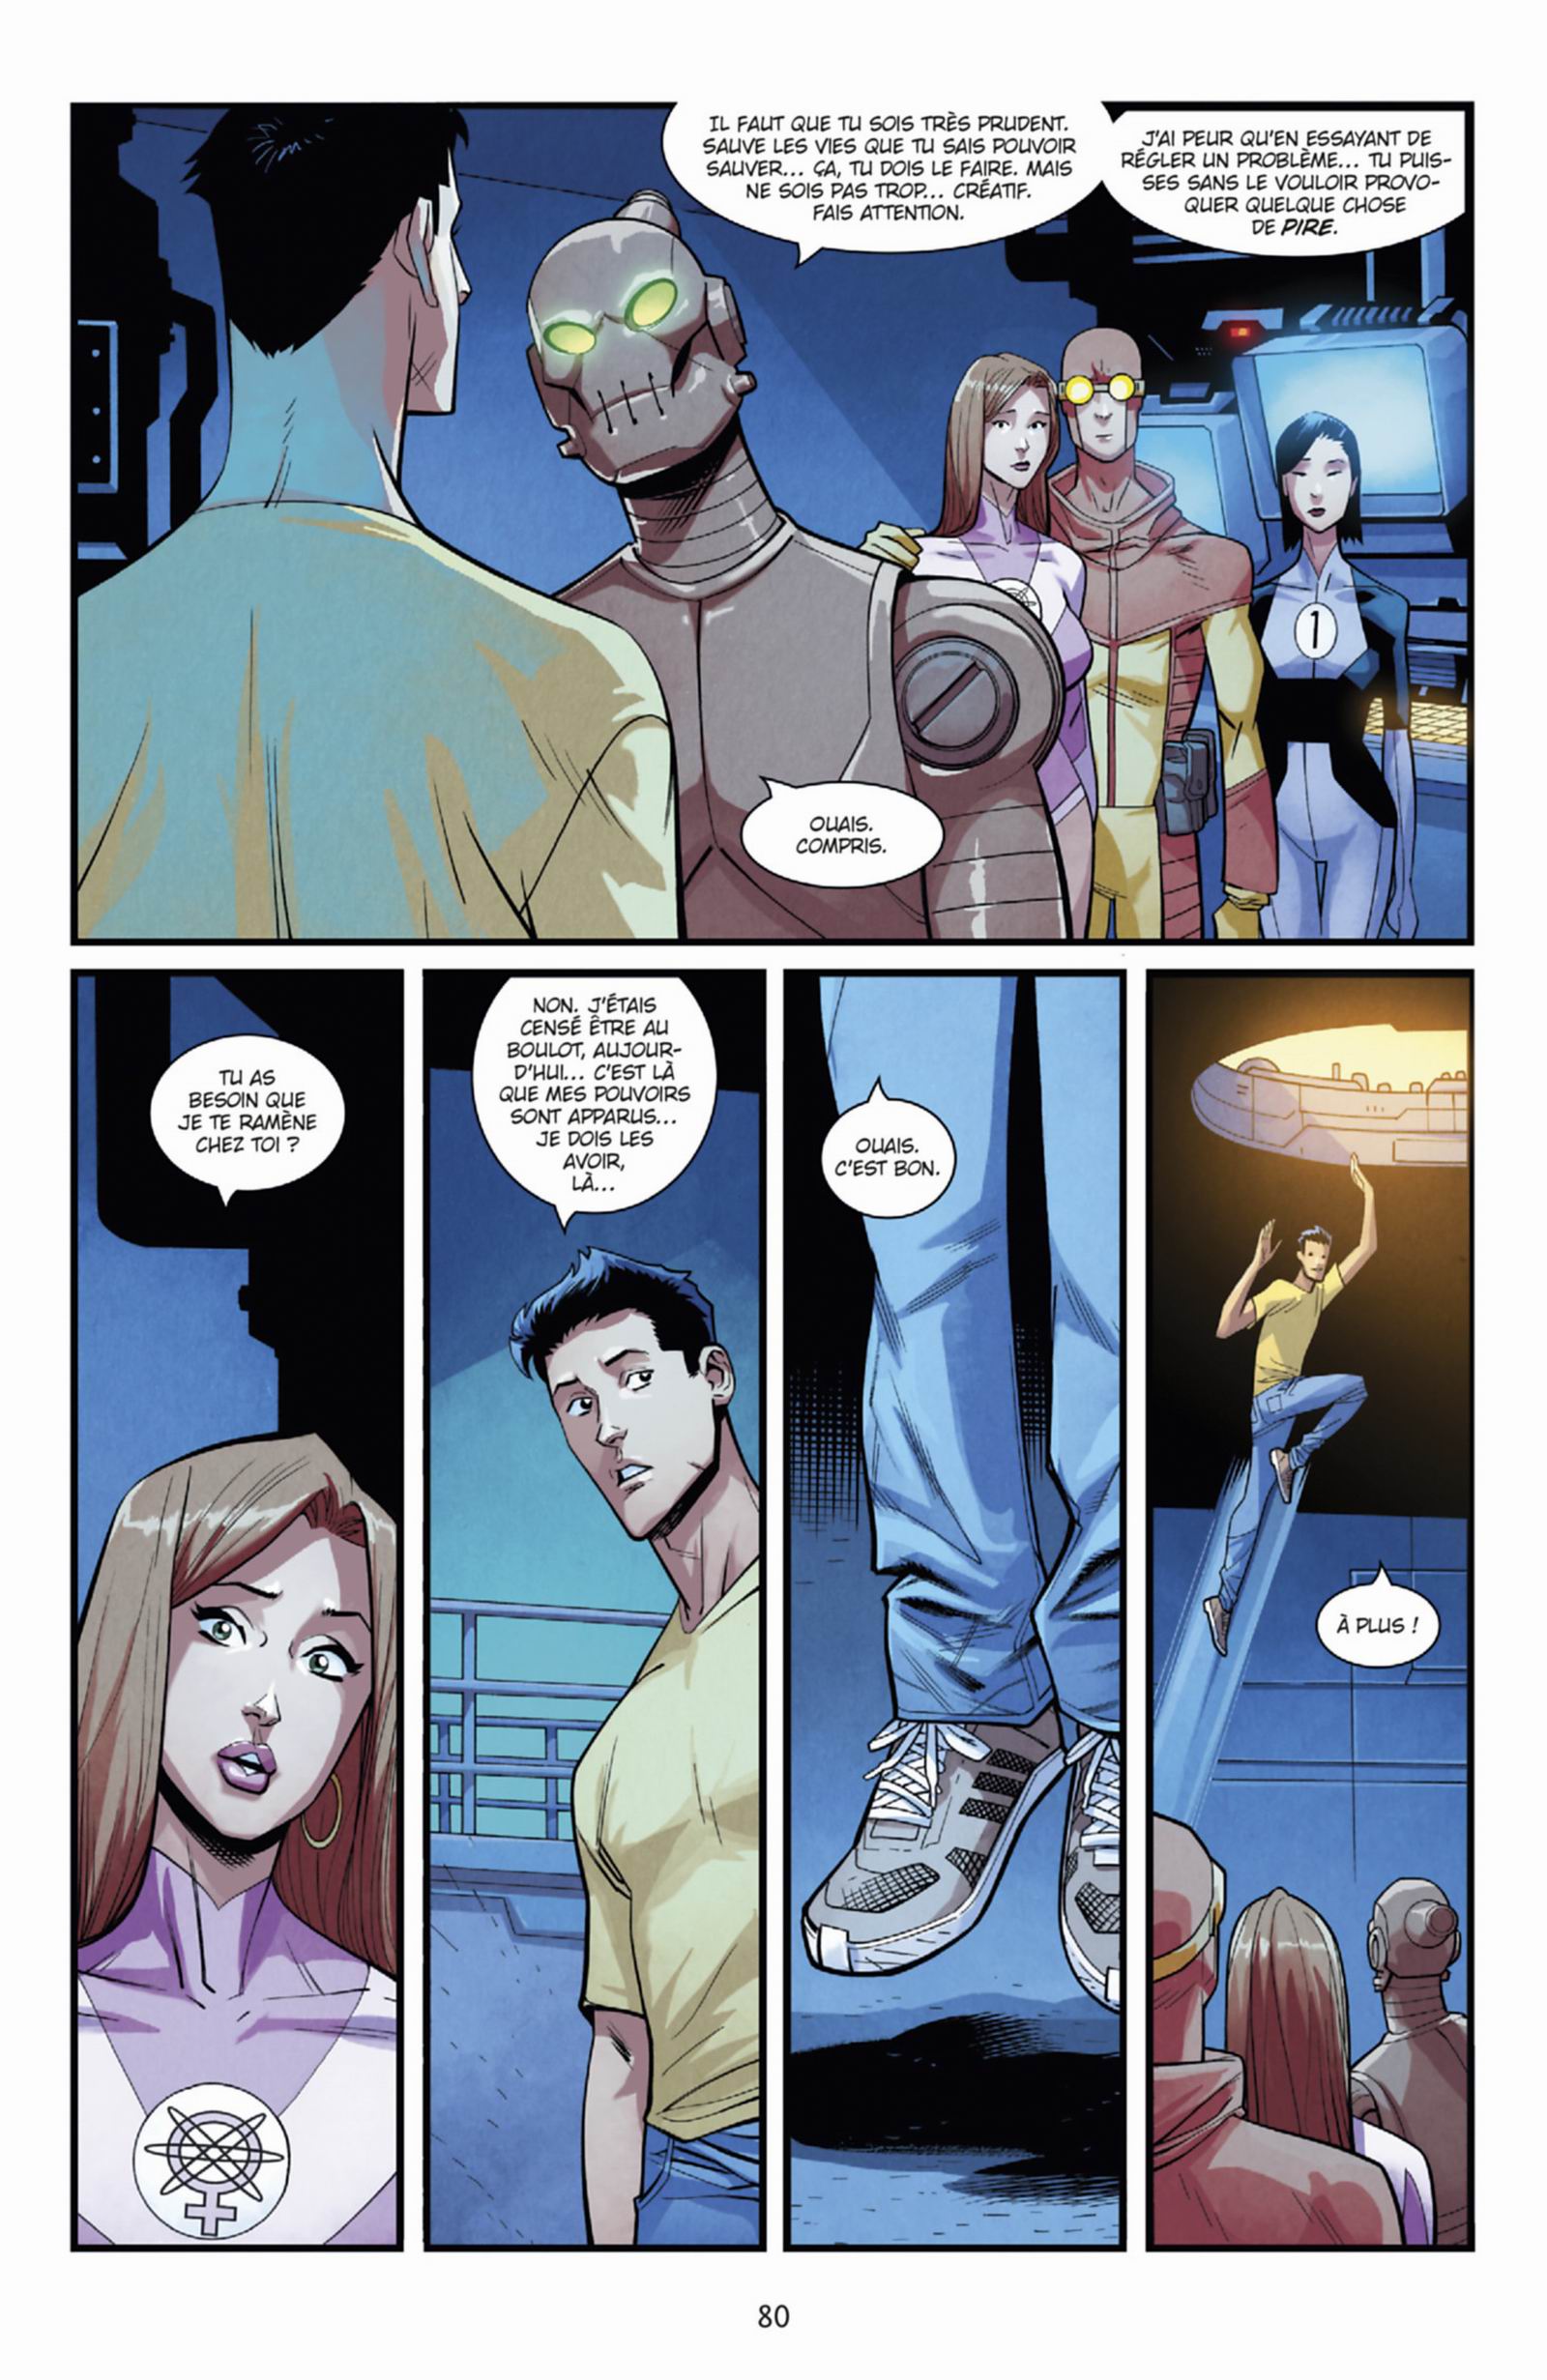 IL FAUT QUE TU SOIS TRÈS PRUDENT.
SAUVE LES VIES QUE TU SAIS POUVOIR
SAUVER... ÇA, TU DOIS LE FAIRE. MAIS
NE SOIS PAS TROP... CRÉATIF.
FAIS ATTENTION.
J'AI PEUR QU'EN ESSAYANT DE
RÉGLER UN PROBLÈME... TU PUIS-
SES SANS LE VOULOIR PROVO-
QUER QUELQUE CHOSE
DE PIRE.
1
OUAIS.
COMPRIS.
TU AS
BESOIN QUE
JE TE RAMÈNE
CHEZ TOI ?
NON. J'ÉTAIS
CENSÉ ÊTRE AU
BOULOT, AUJOUR-
D'HUI... C'EST LÀ
QUE MES POUVOIRS
SONT APPARUS...
JE DOIS LES
AVOIR,
LÀ...
OUAIS.
C'EST BON.
À PLUS !
80